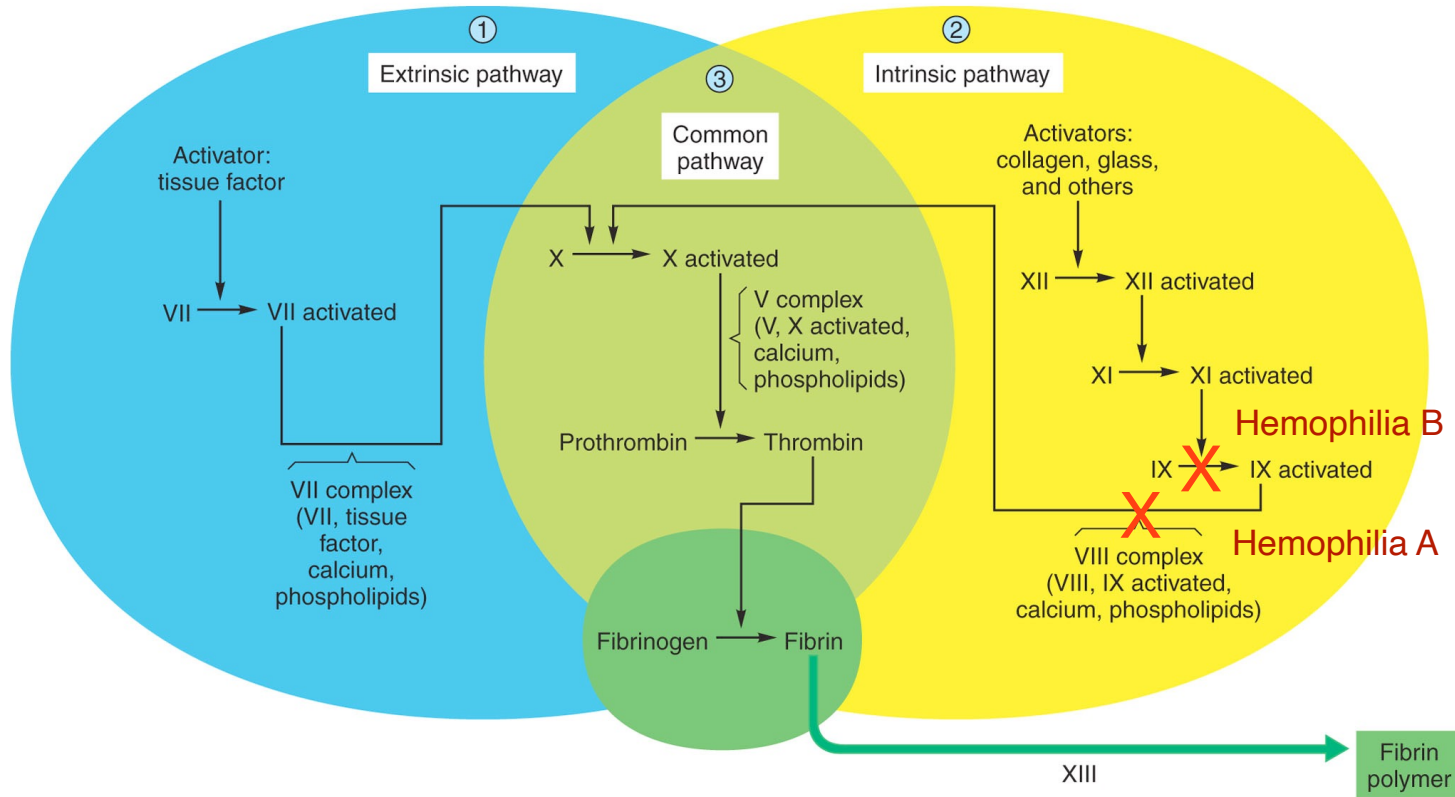 1
Extrinsic pathway
2
Intrinsic pathway
3
Common
pathway
Activator:
tissue factor
VII
VII activated
VII complex
(VII, tissue
factor,
calcium,
phospholipids)
X
X activated
V complex
(V, X activated,
calcium,
phospholipids)
Prothrombin
Thrombin
Fibrinogen
Fibrin
Activators:
collagen, glass,
and others
XII
XII activated
XI
XI activated
Hemophilia B
IX
X
IX activated
X
Hemophilia A
VIII complex
(VIII, IX activated,
calcium, phospholipids)
XIII
Fibrin
polymer